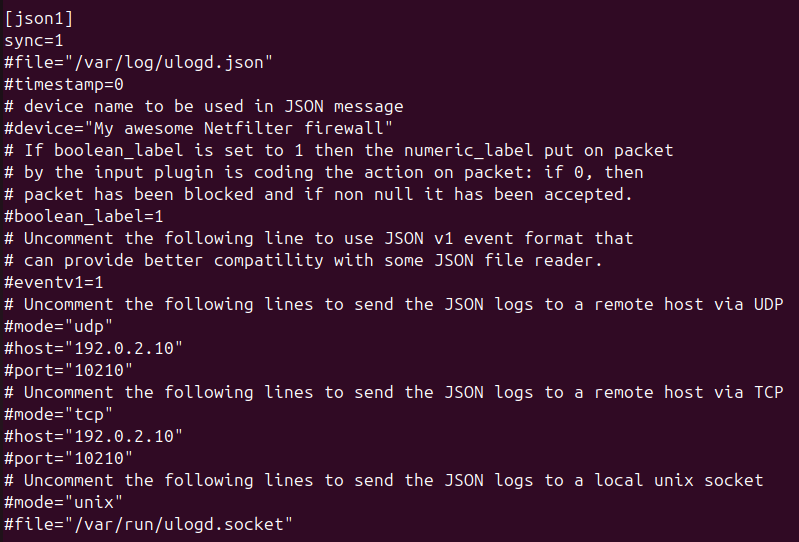 [json1]
sync=1
#file="/var/log/ulogd.json"
#timestamp=0
# device name to be used in JSON message
#device="My awesome Netfilter firewall"
# If boolean_label is set to 1 then the numeric_label put on packet
# by the input plugin is coding the action on packet: if 0, then
# packet has been blocked and if non null it has been accepted.
#boolean_label=1
# Uncomment the following line to use JSON v1 event format that
# can provide better compatility with some JSON file reader.
#eventv1=1
# Uncomment the following lines to send the JSON logs to a remote host via UDP
#mode="udp"
#host="192.0.2.10"
#port="10210"
# Uncomment the following lines to send the JSON logs to a remote host via TCP
#mode="tcp"
#host="192.0.2.10"
#port="10210"
# Uncomment the following lines to send the JSON logs to a local unix socket
#mode="unix"
#file="/var/run/ulogd.socket"